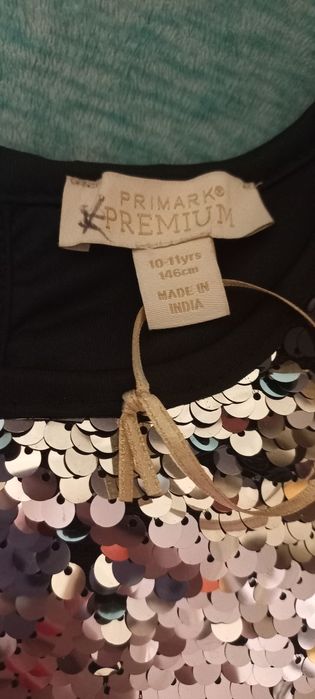 PRIMARK®
PREMIUM
10-11yrs
146cm
MADE IN
INDIA